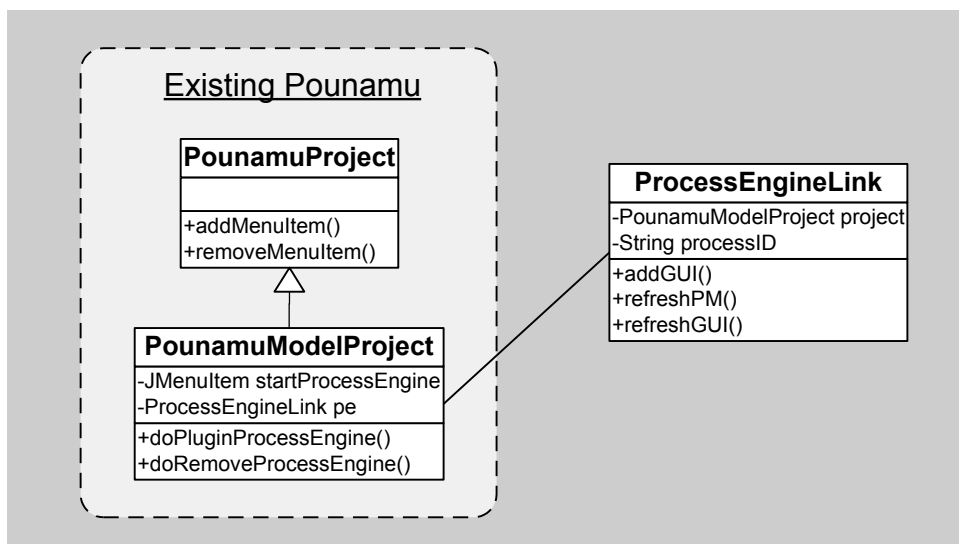 Existing Pounamu
PounamuProject
+addMenuItem()
+removeMenuItem()
PounamuModelProject
-JMenuItem startProcessEngine
-ProcessEngineLink pe
+doPluginProcessEngine()
+doRemoveProcessEngine()
ProcessEngineLink
-PounamuModelProject project
-String processID
+addGUI()
+refreshPM()
+refreshGUI()